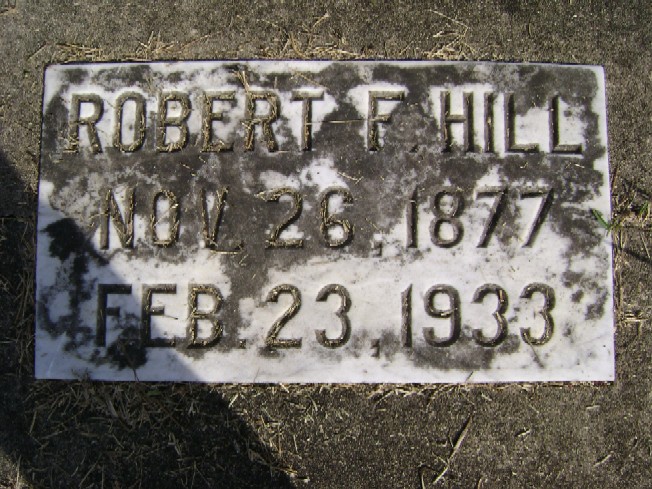 ROBERT F. HILL
NOV. 26, 1877
FEB. 23, 1933